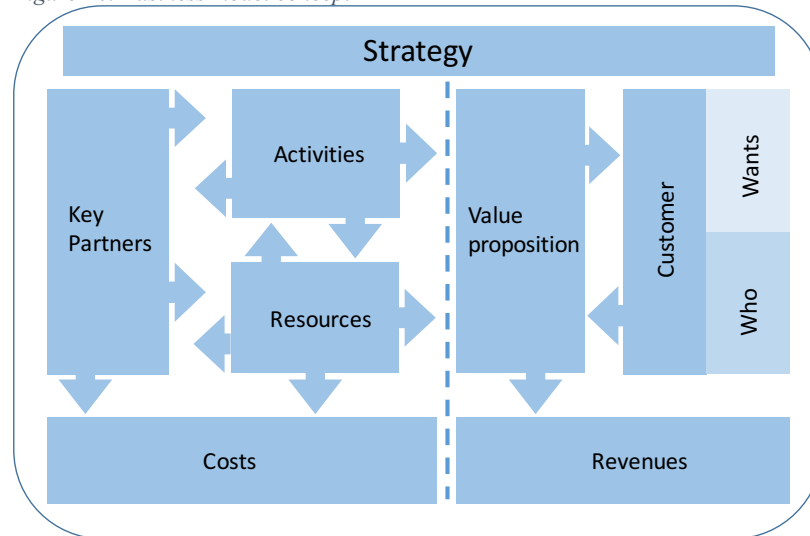 Strategy
Key
Partners
Activities
Resources
Value
proposition
Customer
Wants
Who
Costs
Revenues